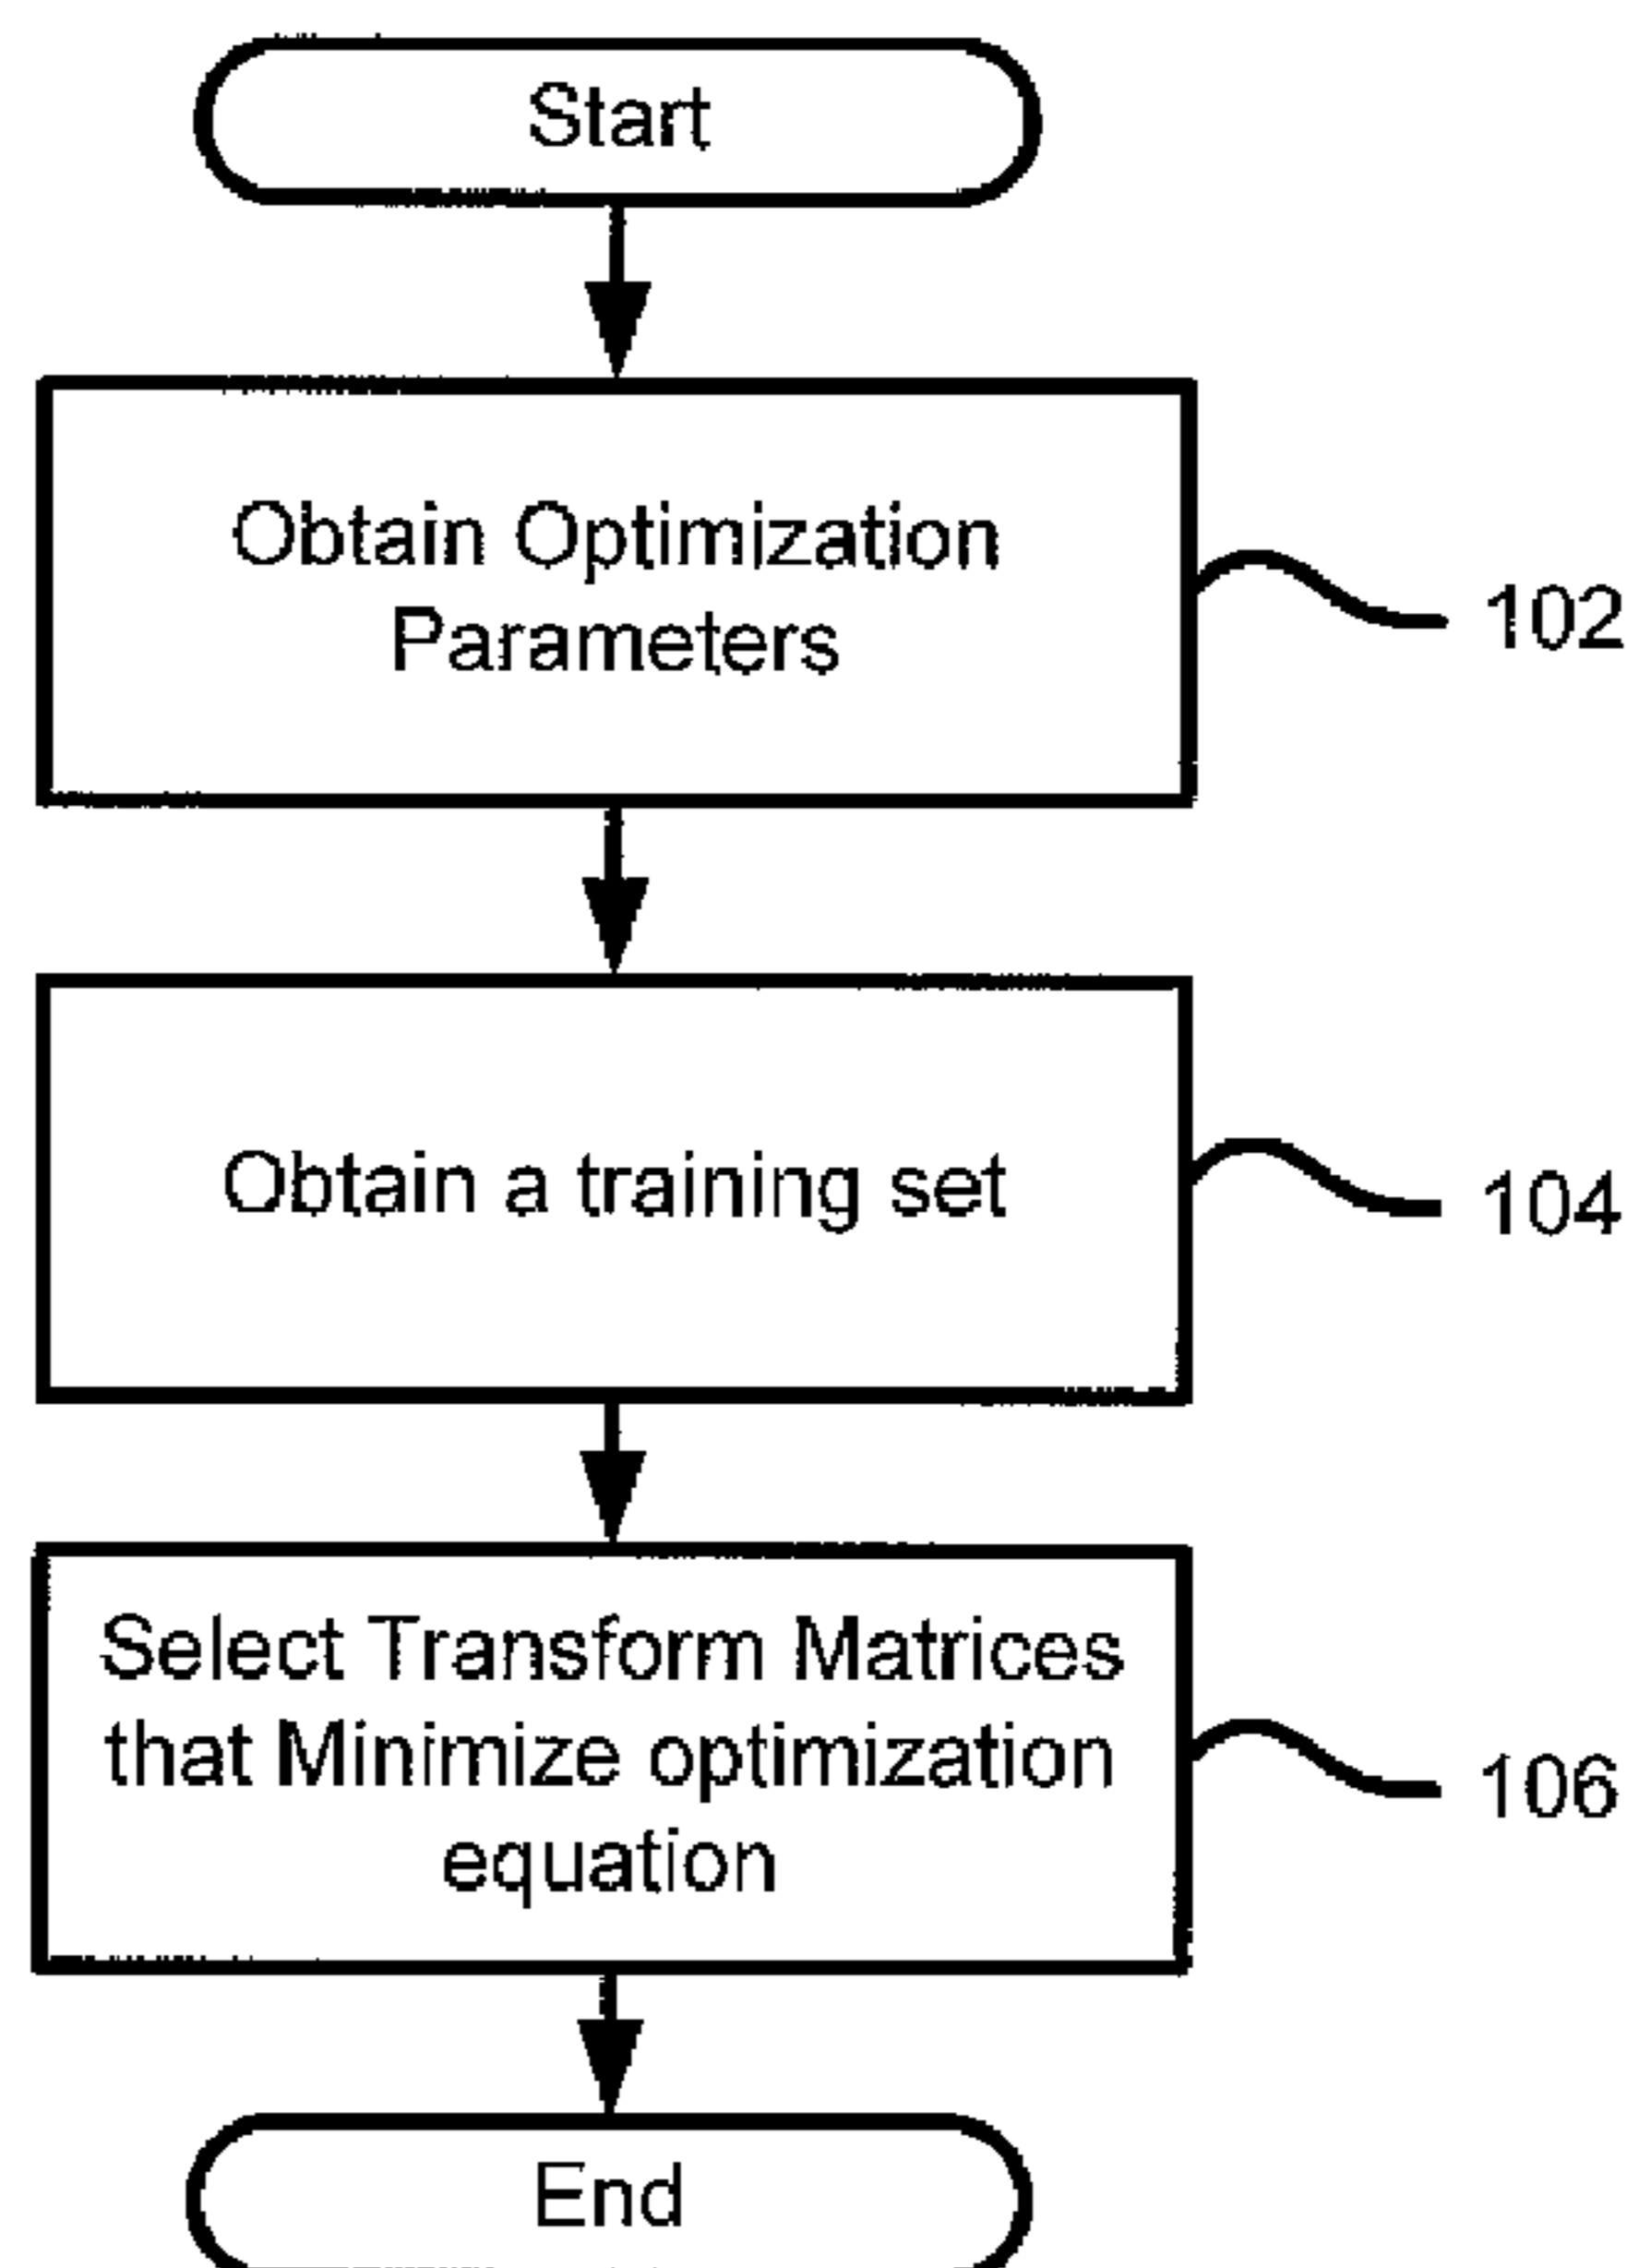 Start
Obtain Optimization
Parameters
102
Obtain a training set
104
Select Transform Matrices
that Minimize optimization
equation
106
End